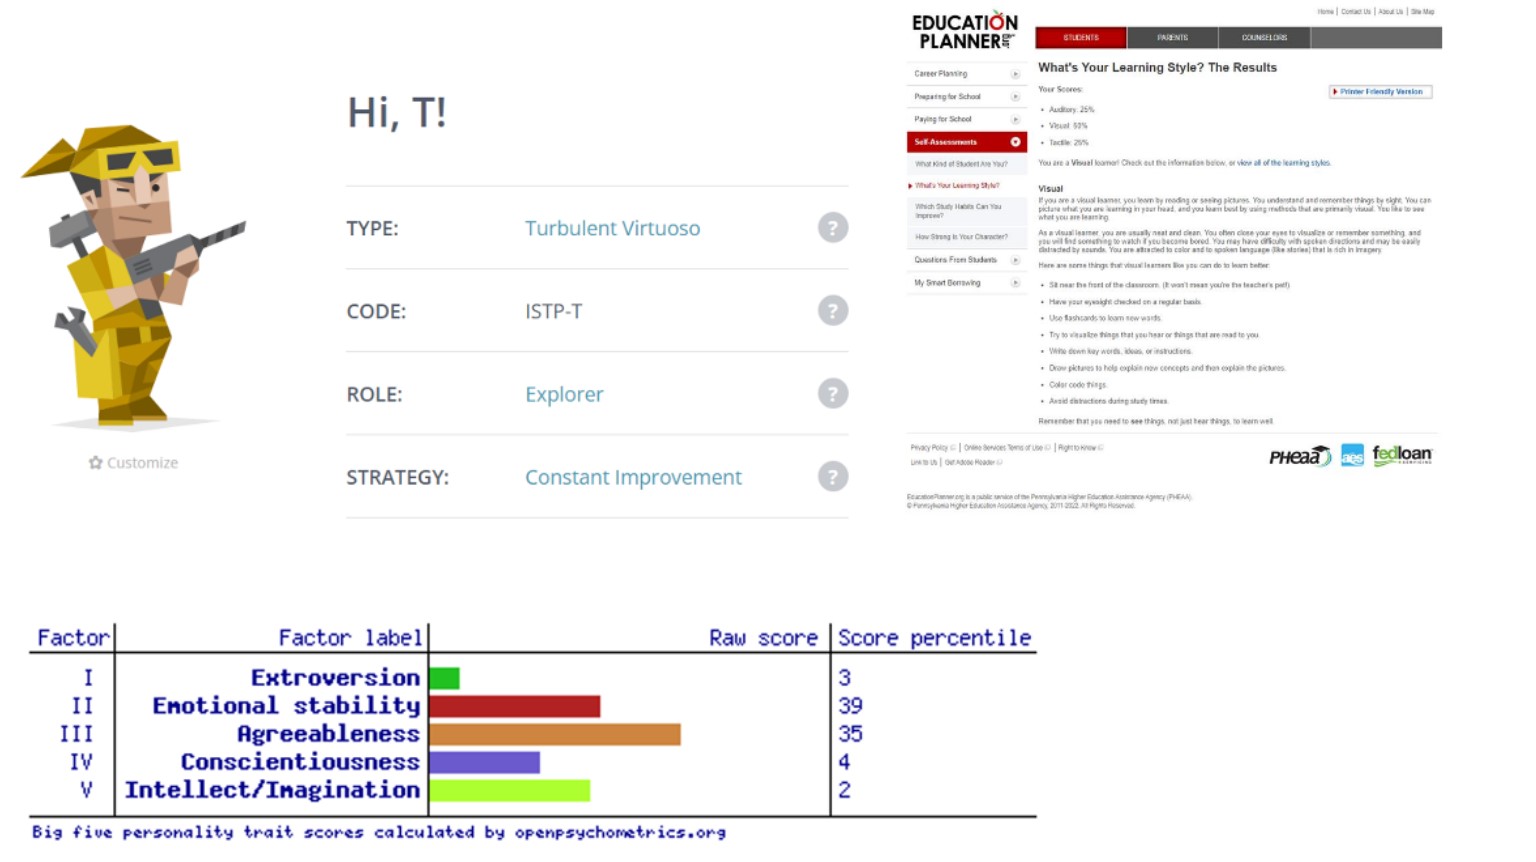 Hi, T!
TYPE: Turbulent Virtuoso ?
CODE: ISTP-T ?
ROLE: Explorer ?
STRATEGY: Constant Improvement ?
Customize
EDUCATION
PLANNER
Home | Contact Us | About Us | Site Map
STUDENTS PARENTS COUNSELORS
Career Planning
Preparing for School
Paying for School
Self-Assessments
What Kind of Student Are You?
What's Your Learning Style?
Which Study Habits Can You
Improve?
How Strong Is Your Character?
Questions From Students
My Smart Borrowing
What's Your Learning Style? The Results
Your Scores:
Printer Friendly Version
• Auditory: 25%
• Visual: 50%
• Tactile: 25%
You are a Visual learner! Check out the information below, or view all of the learning styles.
Visual
If you are a visual learner, you learn by reading or seeing pictures. You understand and remember things by sight. You can
picture what you are learning in your head, and you learn best by using methods that are primarily visual. You like to see
what you are learning.
As a visual learner, you are usually neat and clean. You often close your eyes to visualize or remember something, and
you will find something to watch if you become bored. You may have difficulty with spoken directions and may be easily
distracted by sounds. You are attracted to color and to spoken language (like stories) that is rich in imagery.
Here are some things that visual learners like you can do to learn better:
• Sit near the front of the classroom. (It won't mean you're the teacher's pet!)
• Have your eyesight checked on a regular basis.
• Use flashcards to learn new words.
• Try to visualize things that you hear or things that are read to you.
• Write down key words, ideas, or instructions.
• Draw pictures to help explain new concepts and then explain the pictures.
• Color code things.
• Avoid distractions during study times.
Remember that you need to see things, not just hear things, to learn well.
Privacy Policy | Online Services Terms of Use | Right to Know
Link to Us | Get Adobe Reader
PHEAA aes fedloan
EducationPlanner.org is a public service of the Pennsylvania Higher Education Assistance Agency (PHEAA).
© Pennsylvania Higher Education Assistance Agency, 2011-2022. All Rights Reserved.
Factor Factor label Raw score Score percentile
I Extroversion 3
II Emotional stability 39
III Agreeableness 35
IV Conscientiousness 4
V Intellect/Imagination 2
Big five personality trait scores calculated by openpsychometrics.org